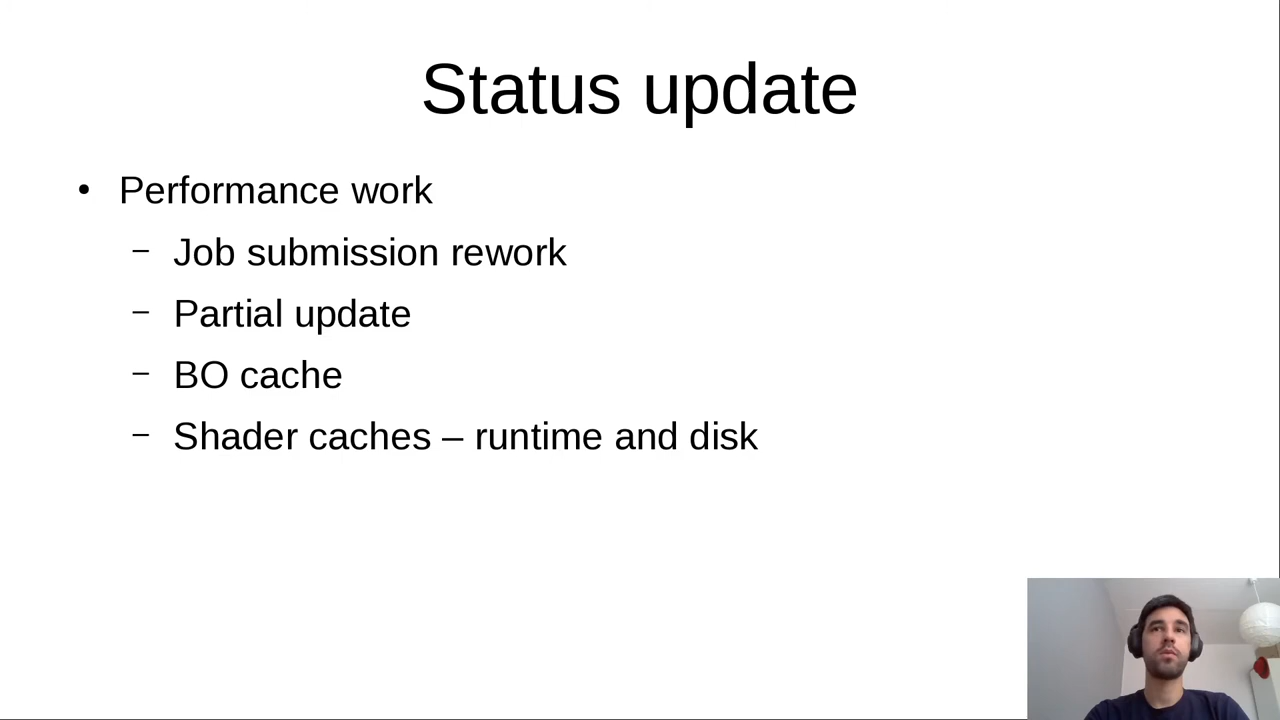 Status update
• Performance work
– Job submission rework
– Partial update
– BO cache
– Shader caches – runtime and disk